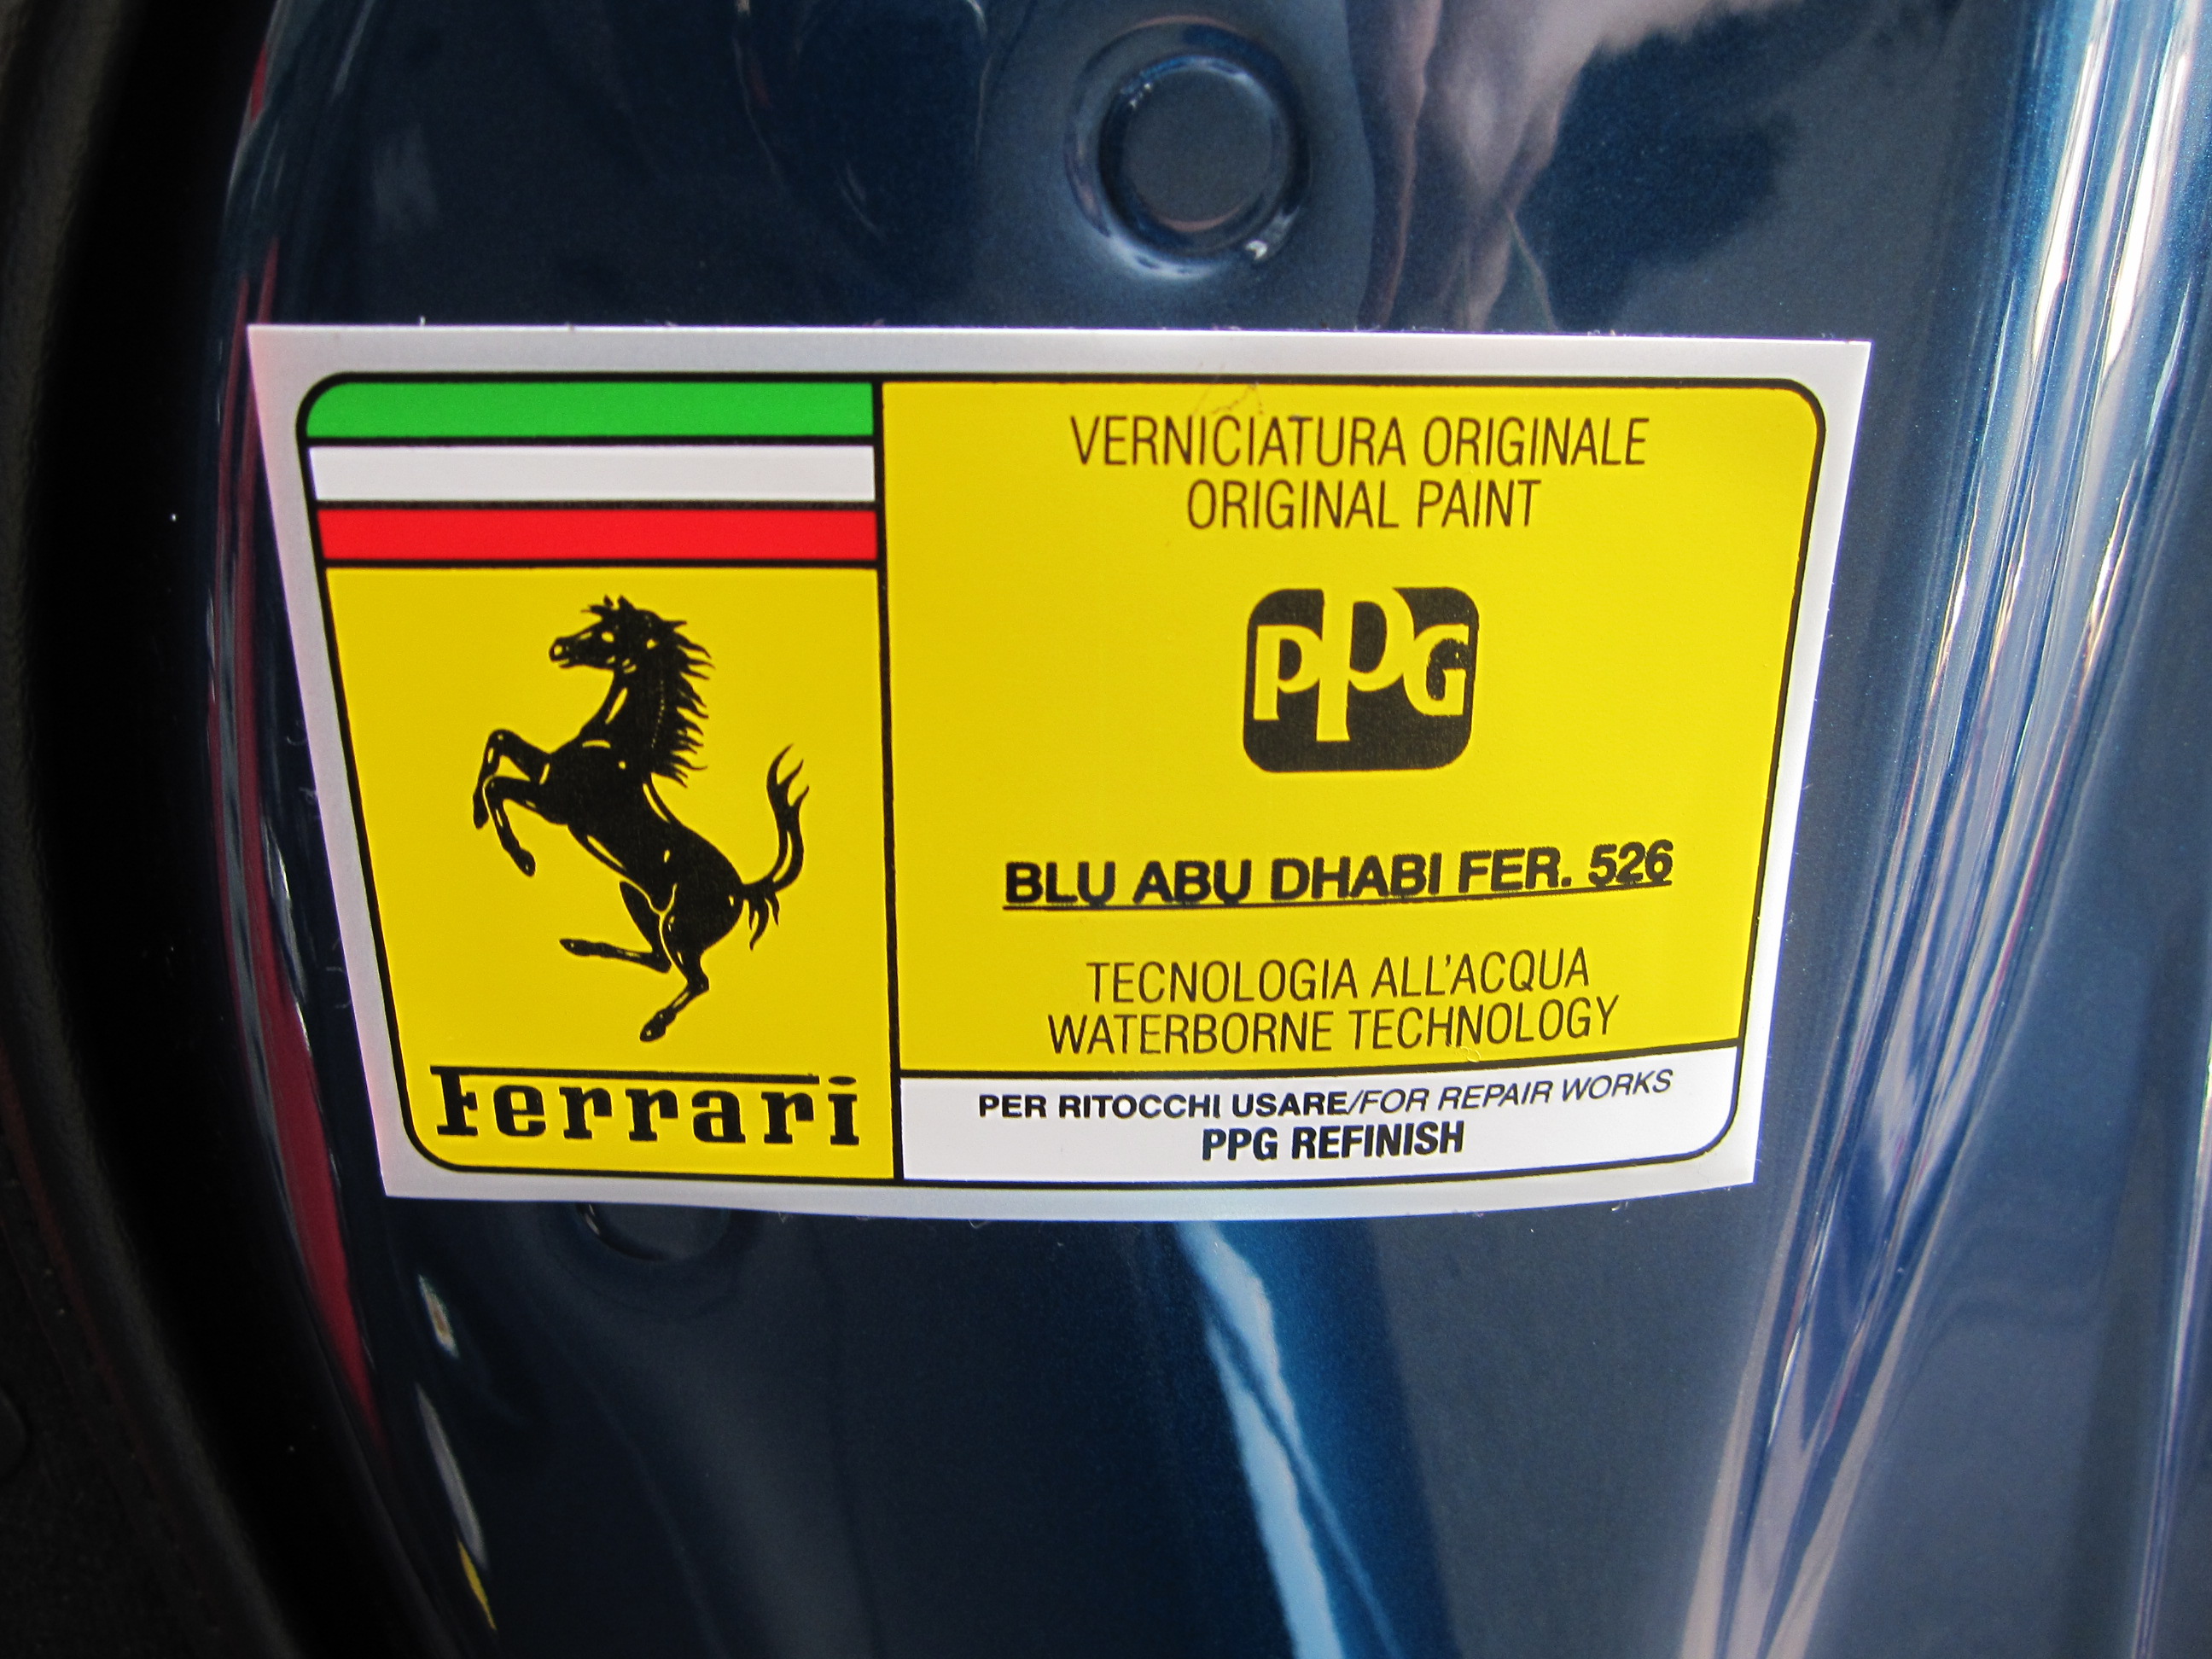 Ferrari
VERNICIATURA ORIGINALE
ORIGINAL PAINT
PPG
BLU ABU DHABI FER. 526
TECNOLOGIA ALL'ACQUA
WATERBORNE TECHNOLOGY
PER RITOCCHI USARE/FOR REPAIR WORKS
PPG REFINISH